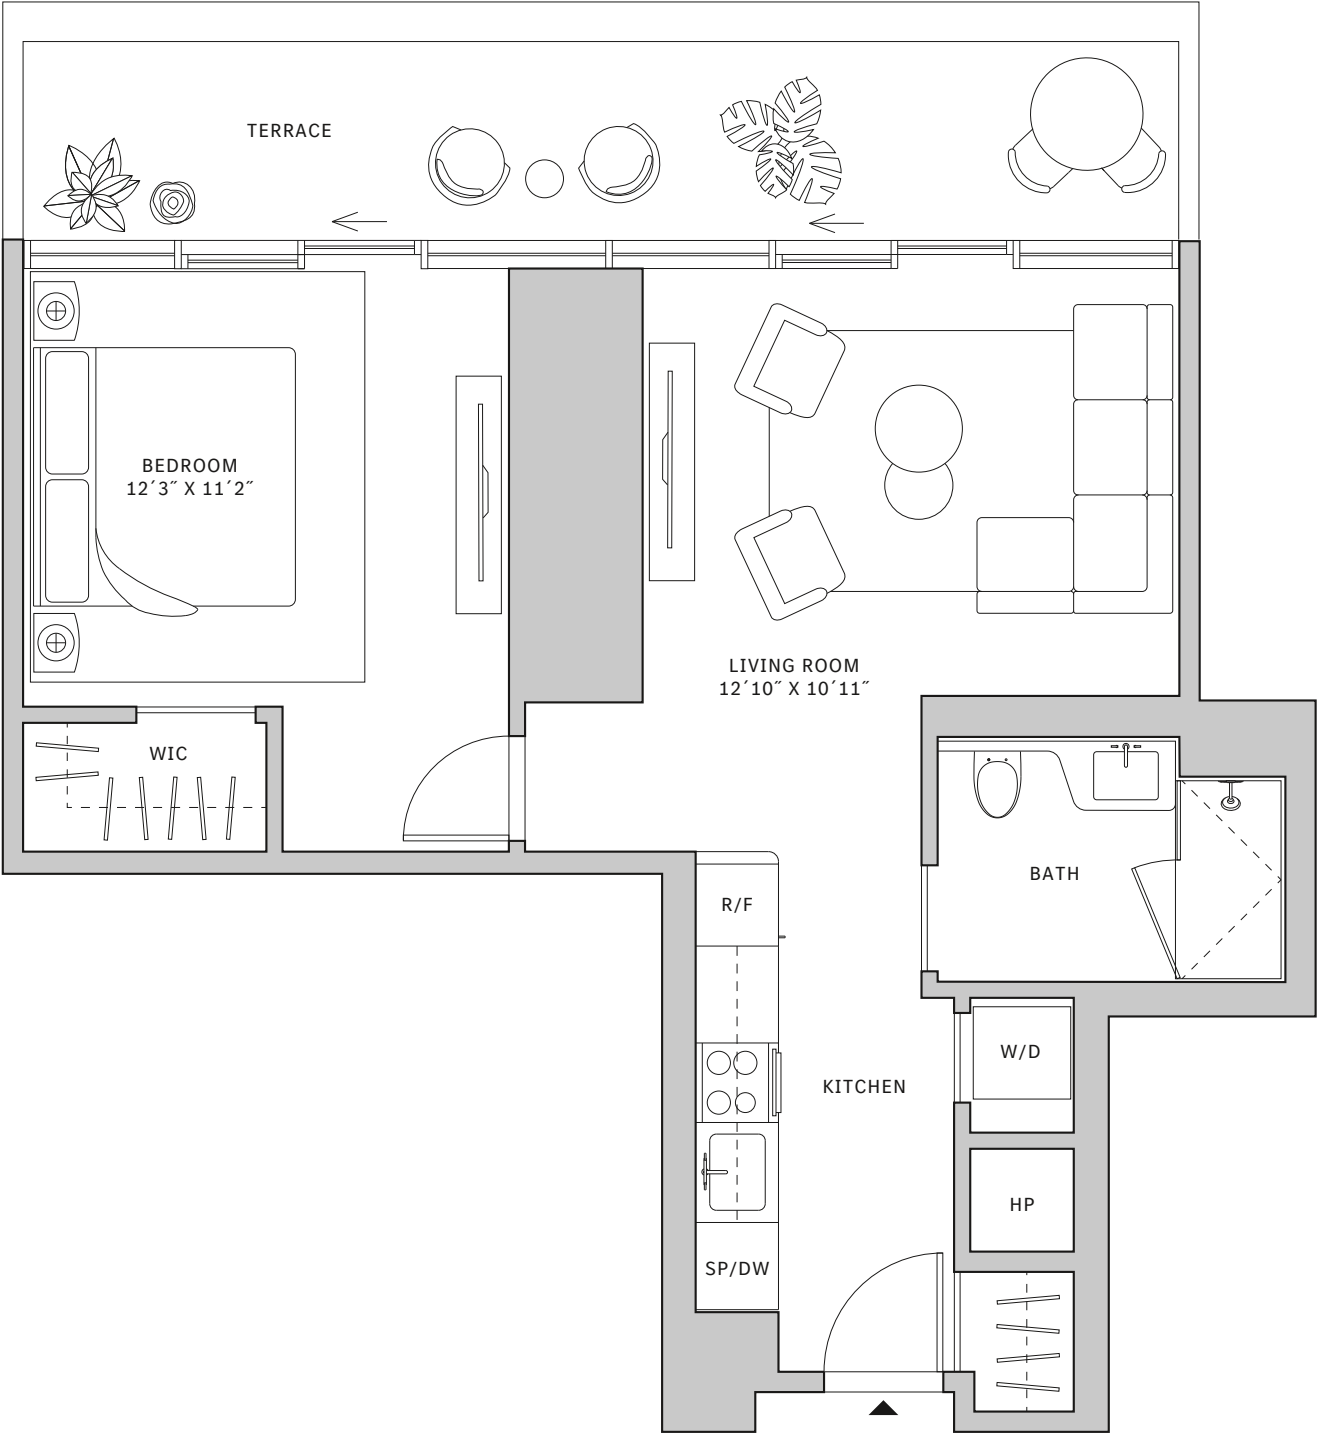 TERRACE
BEDROOM
12´3˝ X 11´2˝
LIVING ROOM
12´10˝ X 10´11˝
WIC
BATH
R/F
W/D
KITCHEN
HP
SP/DW